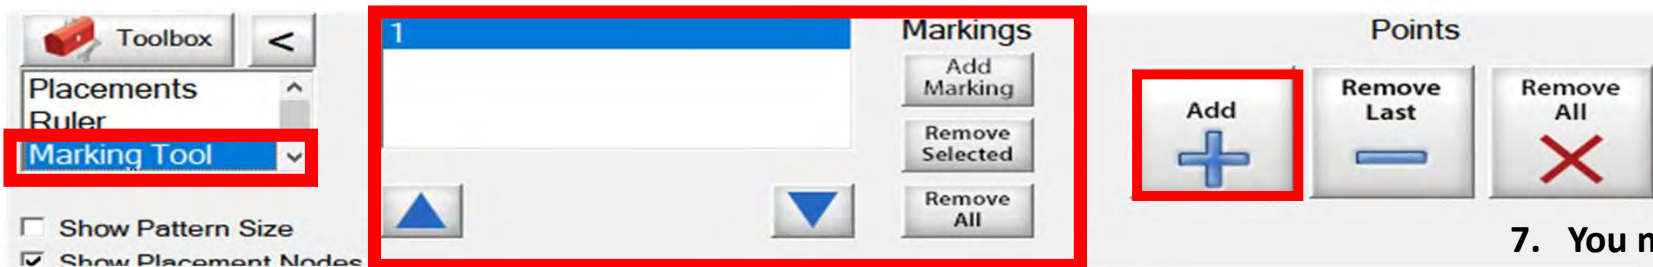 Toolbox <
Placements
Ruler
Marking Tool
Show Pattern Size
Show Placement Nodes
1
Markings
Add
Marking
Remove
Selected
Remove
All
Points
Add
Remove
Last
Remove
All
7. You